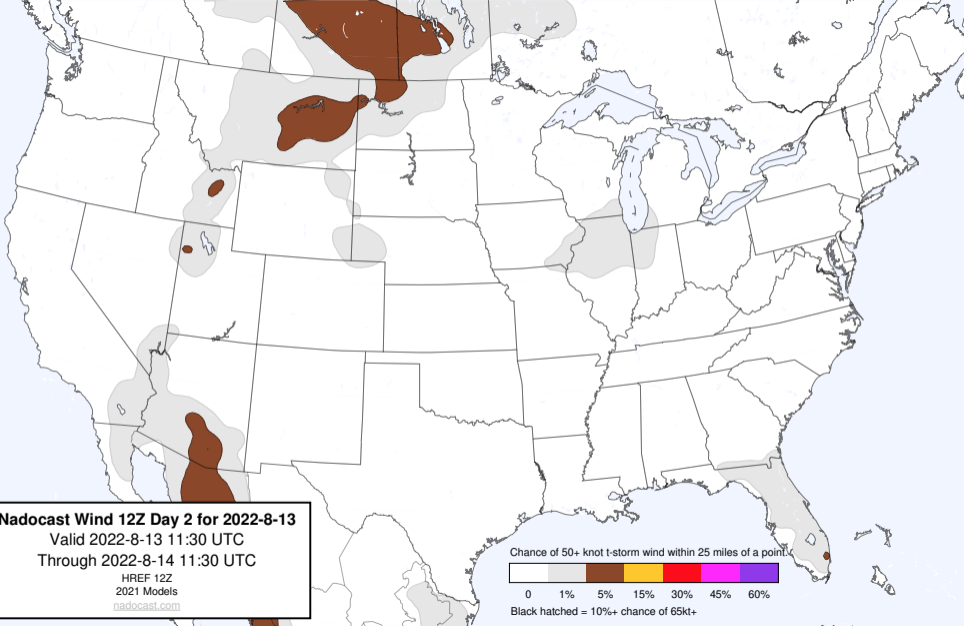 Nadocast Wind 12Z Day 2 for 2022-8-13
Valid 2022-8-13 11:30 UTC
Through 2022-8-14 11:30 UTC
HREF 12Z
2021 Models
nadocast.com
Chance of 50+ knot t-storm wind within 25 miles of a point.
0 1% 5% 15% 30% 45% 60%
Black hatched = 10%+ chance of 65kt+